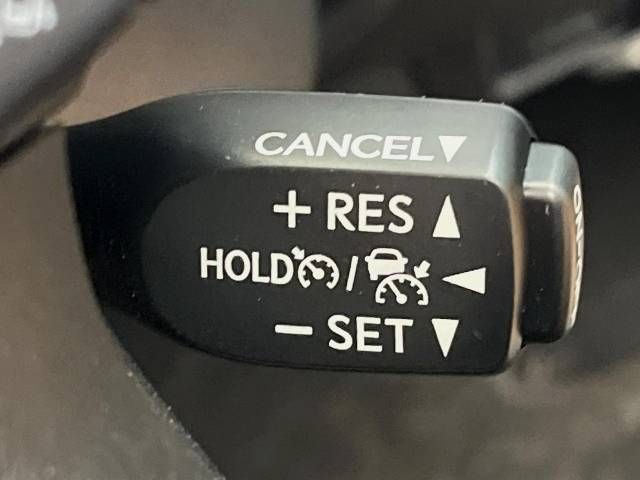 CANCEL▼
+ RES ▲
HOLD / ◀
− SET ▼